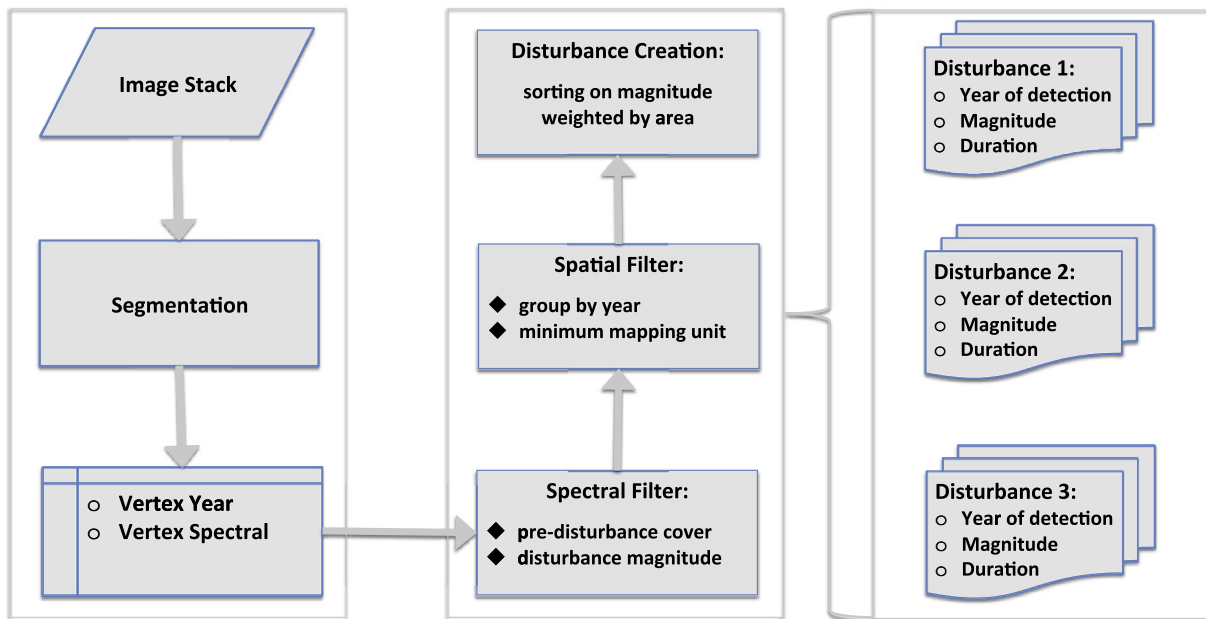 Image Stack
Segmentation
Vertex Year
Vertex Spectral
Disturbance Creation:
sorting on magnitude
weighted by area
Spatial Filter:
group by year
minimum mapping unit
Spectral Filter:
pre-disturbance cover
disturbance magnitude
Disturbance 1:
Year of detection
Magnitude
Duration
Disturbance 2:
Year of detection
Magnitude
Duration
Disturbance 3:
Year of detection
Magnitude
Duration